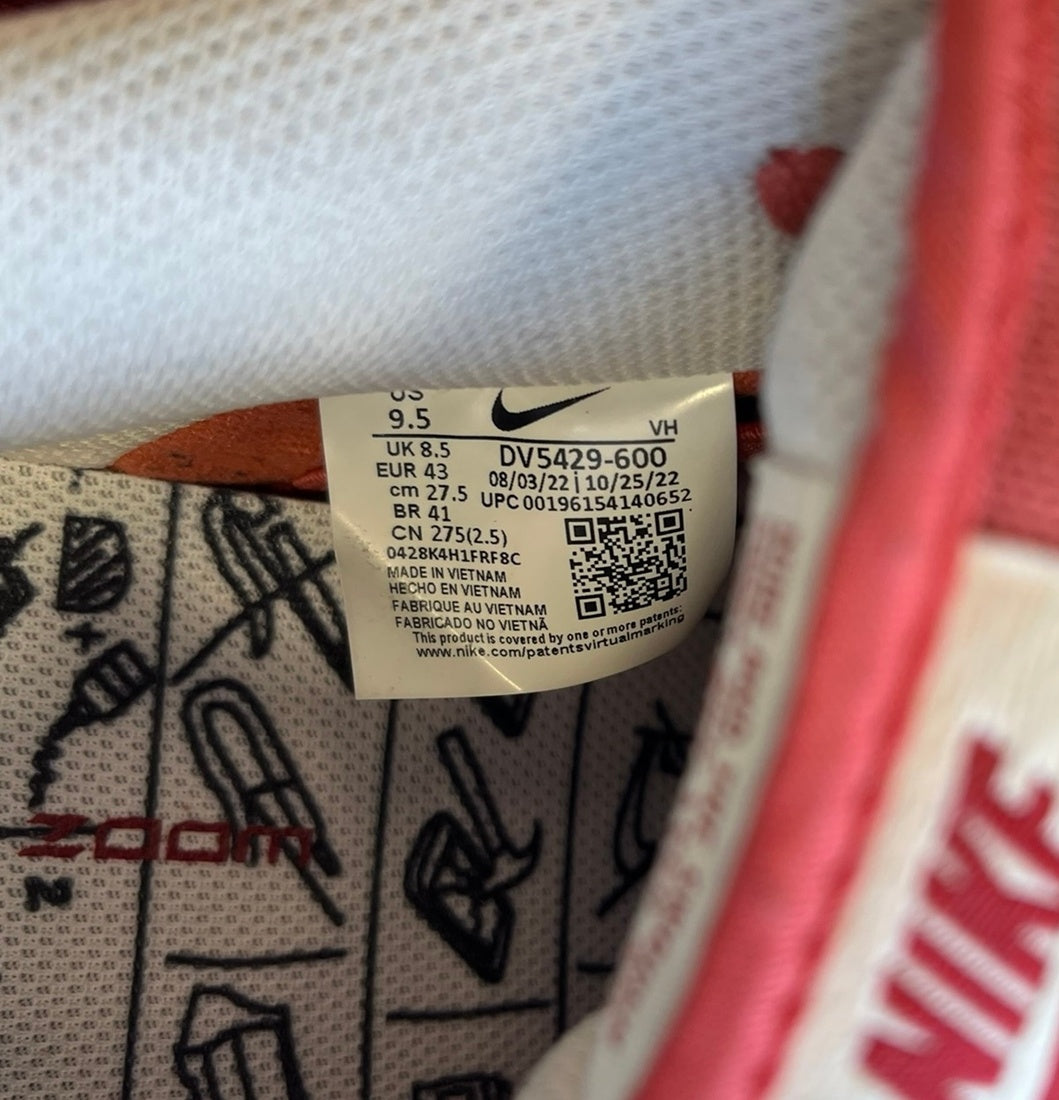 US
9.5
VH
UK 8.5
DV5429-600
EUR 43
08/03/22 | 10/25/22
cm 27.5
UPC 00196154140652
BR 41
CN 275(2.5)
0428K4H1FRF8C
MADE IN VIETNAM
HECHO EN VIETNAM
FABRIQUE AU VIETNAM
FABRICADO NO VIETNÃ
This product is covered by one or more patents:
www.nike.com/patentsvirtualmarking
ZOOM
NIKE